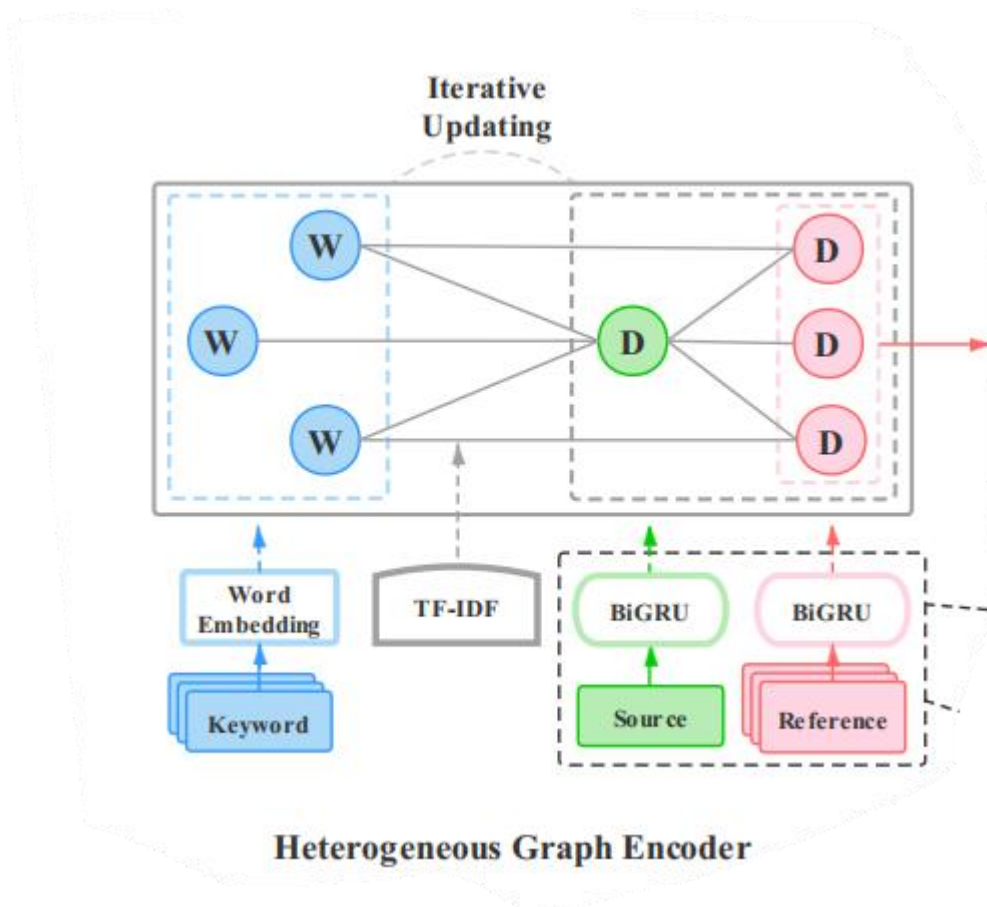 Iterative
Updating
W
D
W
D
D
W
D
Word
Embedding
TF-IDF
BiGRU
BiGRU
Keyword
Source
Reference
Heterogeneous Graph Encoder